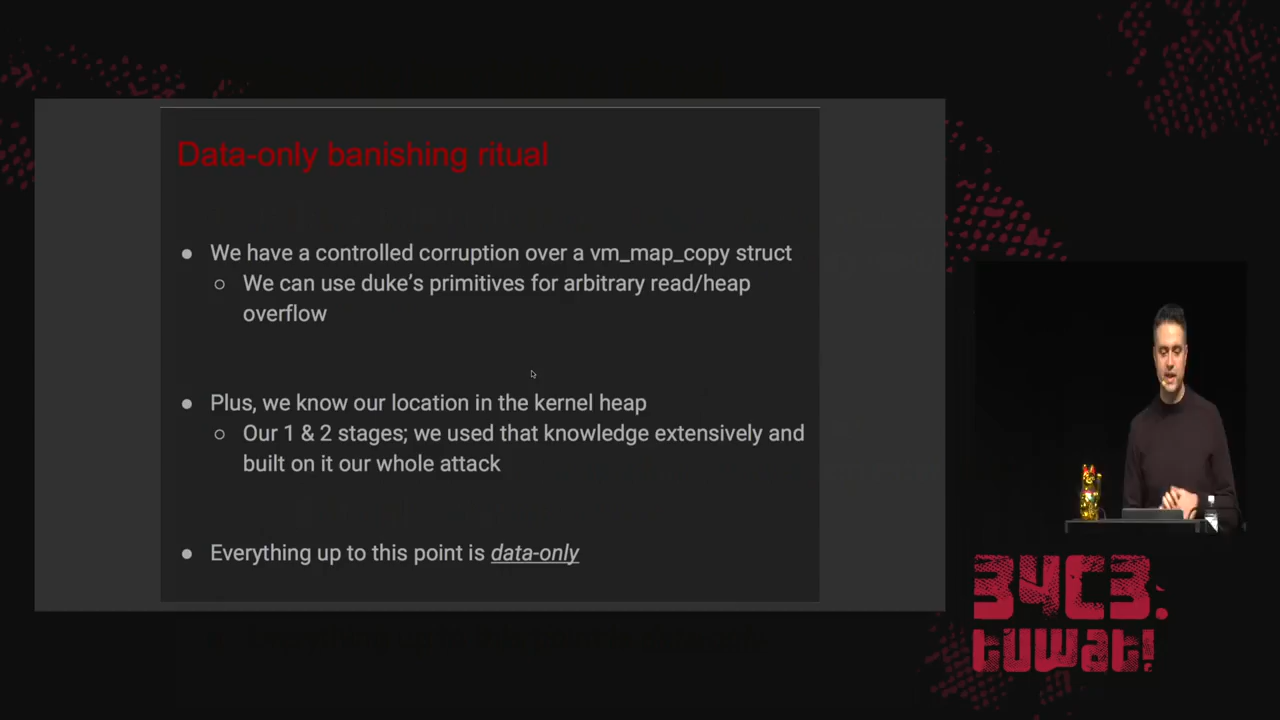 Data-only banishing ritual
● We have a controlled corruption over a vm_map_copy struct
○ We can use duke's primitives for arbitrary read/heap
overflow
● Plus, we know our location in the kernel heap
○ Our 1 & 2 stages; we used that knowledge extensively and
built on it our whole attack
● Everything up to this point is data-only
34C3.
tuwat!